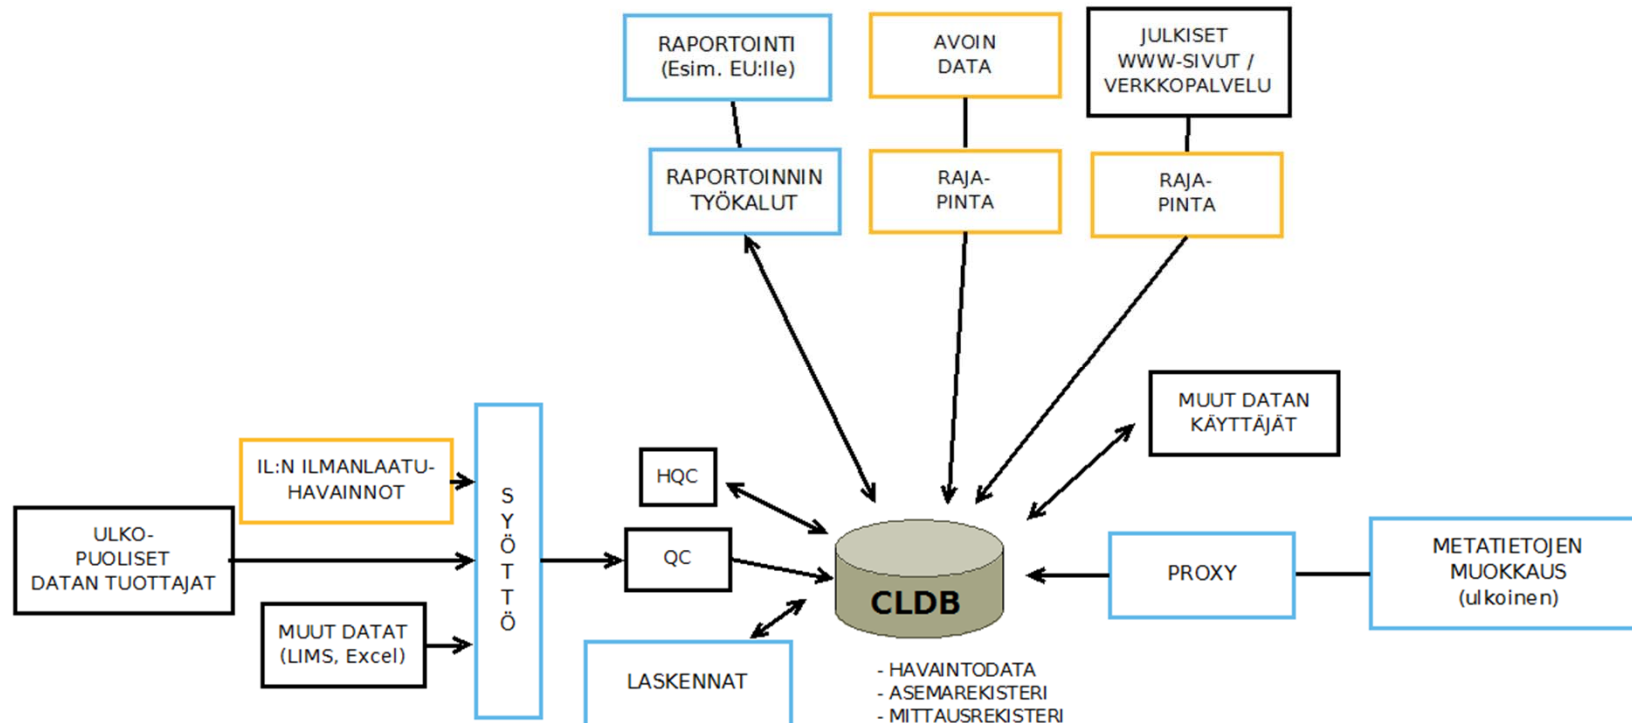 RAPORTOINTI
(Esim. EU:lle)
AVOIN
DATA
JULKISET
WWW-SIVUT /
VERKKOPALVELU
RAPORTOINNIN
TYÖKALUT
RAJA-
PINTA
RAJA-
PINTA
MUUT DATAN
KÄYTTÄJÄT
IL:N ILMANLAATU-
HAVAINNOT
ULKO-
PUOLISET
DATAN TUOTTAJAT
MUUT DATAT
(LIMS, Excel)
S
Y
Ö
T
T
Ö
HQC
QC
LASKENNAT
CLDB
PROXY
METATIETOJEN
MUOKKAUS
(ulkoinen)
- HAVAINTODATA
- ASEMAREKISTERI
- MITTAUSREKISTERI